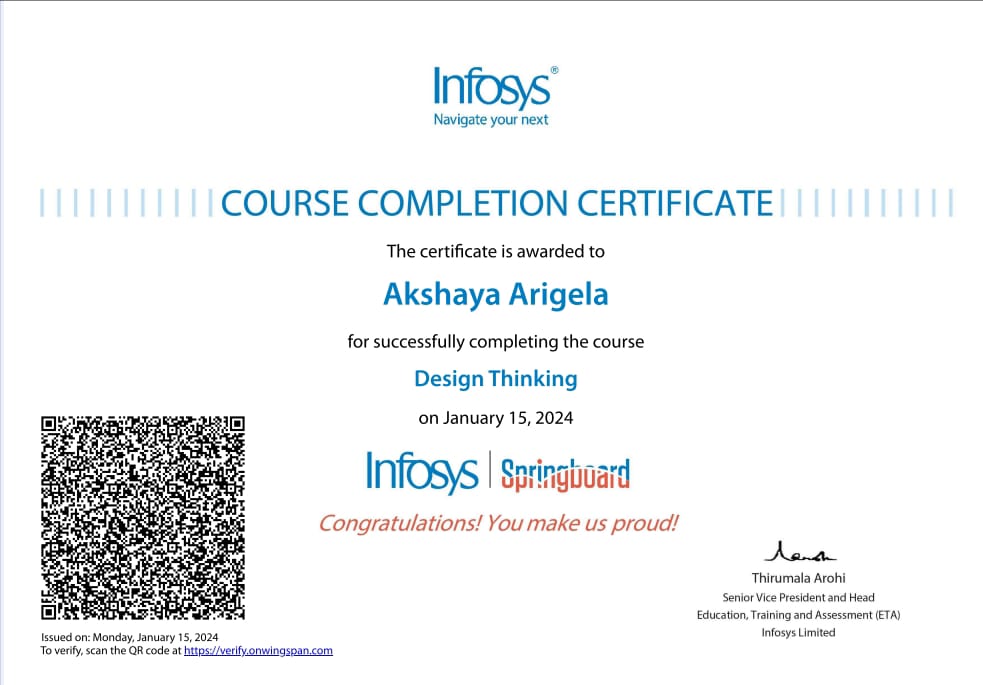 Infosys®
Navigate your next
COURSE COMPLETION CERTIFICATE
The certificate is awarded to
Akshaya Arigela
for successfully completing the course
Design Thinking
on January 15, 2024
Infosys | Springboard
Congratulations! You make us proud!
Thirumala Arohi
Senior Vice President and Head
Education, Training and Assessment (ETA)
Infosys Limited
Issued on: Monday, January 15, 2024
To verify, scan the QR code at https://verify.onwingspan.com